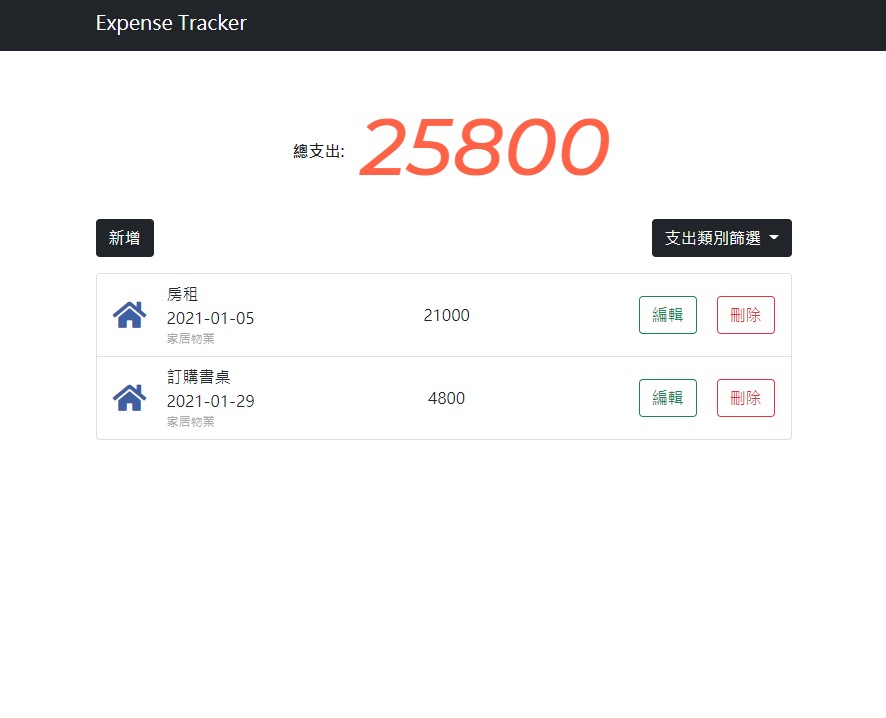 Expense Tracker
總支出: 25800
新增
支出類別篩選
房租
2021-01-05
家居物業
21000
編輯
刪除
訂購書桌
2021-01-29
家居物業
4800
編輯
刪除